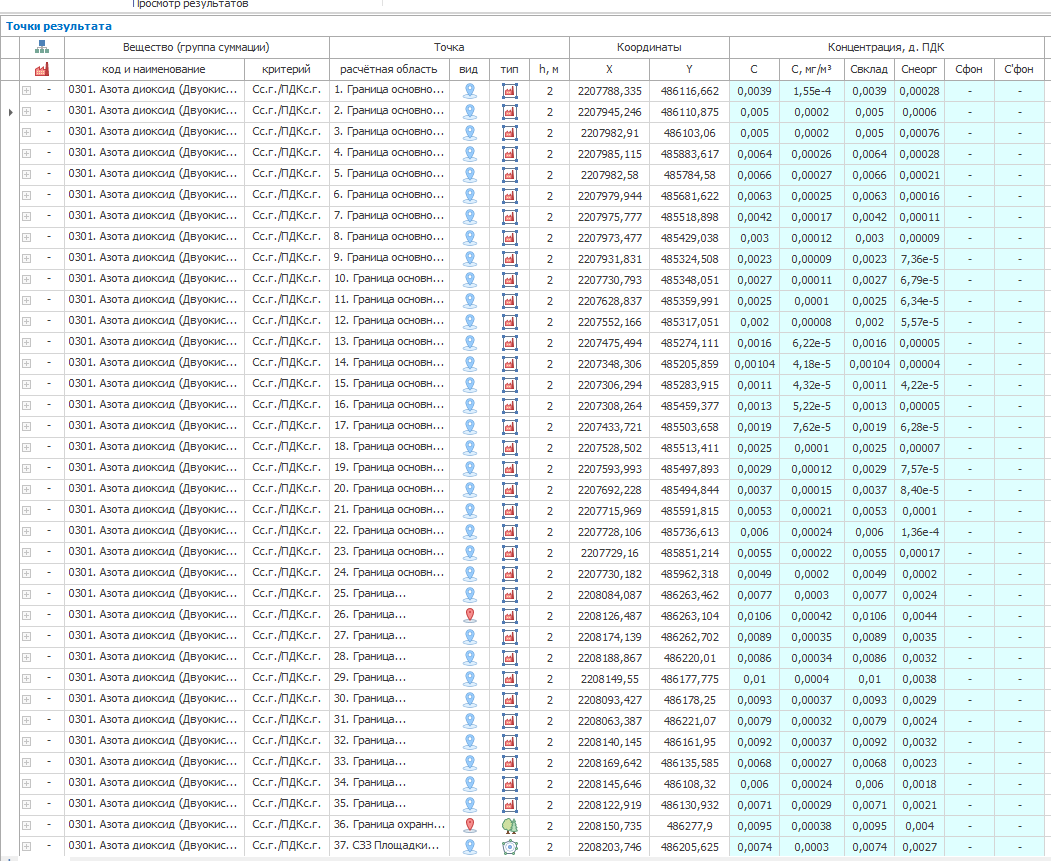 Просмотр результатов
Точки результата
Вещество (группа суммации) Точка Координаты Концентрация, д. ПДК
код и наименование критерий расчётная область вид тип h, м X Y C C, мг/м³ Cвклад Cнеорг Cфон C'фон
- 0301. Азота диоксид (Двуокис... Сс.г./ПДКс.г. 1. Граница основно... 2 2207788,335 486116,662 0,0039 1,55e-4 0,0039 0,00028 - -
- 0301. Азота диоксид (Двуокис... Сс.г./ПДКс.г. 2. Граница основно... 2 2207945,246 486110,875 0,005 0,0002 0,005 0,0006 - -
- 0301. Азота диоксид (Двуокис... Сс.г./ПДКс.г. 3. Граница основно... 2 2207982,91 486103,06 0,005 0,0002 0,005 0,00076 - -
- 0301. Азота диоксид (Двуокис... Сс.г./ПДКс.г. 4. Граница основно... 2 2207985,115 485883,617 0,0064 0,00026 0,0064 0,00028 - -
- 0301. Азота диоксид (Двуокис... Сс.г./ПДКс.г. 5. Граница основно... 2 2207982,58 485784,58 0,0066 0,00027 0,0066 0,00021 - -
- 0301. Азота диоксид (Двуокис... Сс.г./ПДКс.г. 6. Граница основно... 2 2207979,944 485681,622 0,0063 0,00025 0,0063 0,00016 - -
- 0301. Азота диоксид (Двуокис... Сс.г./ПДКс.г. 7. Граница основно... 2 2207975,777 485518,898 0,0042 0,00017 0,0042 0,00011 - -
- 0301. Азота диоксид (Двуокис... Сс.г./ПДКс.г. 8. Граница основно... 2 2207973,477 485429,038 0,003 0,00012 0,003 0,00009 - -
- 0301. Азота диоксид (Двуокис... Сс.г./ПДКс.г. 9. Граница основно... 2 2207931,831 485324,508 0,0023 0,00009 0,0023 7,36e-5 - -
- 0301. Азота диоксид (Двуокис... Сс.г./ПДКс.г. 10. Граница основн... 2 2207730,793 485348,051 0,0027 0,00011 0,0027 6,79e-5 - -
- 0301. Азота диоксид (Двуокис... Сс.г./ПДКс.г. 11. Граница основн... 2 2207628,837 485359,991 0,0025 0,0001 0,0025 6,34e-5 - -
- 0301. Азота диоксид (Двуокис... Сс.г./ПДКс.г. 12. Граница основн... 2 2207552,166 485317,051 0,002 0,00008 0,002 5,57e-5 - -
- 0301. Азота диоксид (Двуокис... Сс.г./ПДКс.г. 13. Граница основн... 2 2207475,494 485274,111 0,0016 6,22e-5 0,0016 0,00005 - -
- 0301. Азота диоксид (Двуокис... Сс.г./ПДКс.г. 14. Граница основн... 2 2207348,306 485205,859 0,00104 4,18e-5 0,00104 0,00004 - -
- 0301. Азота диоксид (Двуокис... Сс.г./ПДКс.г. 15. Граница основн... 2 2207306,294 485283,915 0,0011 4,32e-5 0,0011 4,22e-5 - -
- 0301. Азота диоксид (Двуокис... Сс.г./ПДКс.г. 16. Граница основн... 2 2207308,264 485459,377 0,0013 5,22e-5 0,0013 0,00005 - -
- 0301. Азота диоксид (Двуокис... Сс.г./ПДКс.г. 17. Граница основн... 2 2207433,721 485503,658 0,0019 7,62e-5 0,0019 6,28e-5 - -
- 0301. Азота диоксид (Двуокис... Сс.г./ПДКс.г. 18. Граница основн... 2 2207528,502 485513,411 0,0025 0,0001 0,0025 0,00007 - -
- 0301. Азота диоксид (Двуокис... Сс.г./ПДКс.г. 19. Граница основн... 2 2207593,993 485497,893 0,0029 0,00012 0,0029 7,57e-5 - -
- 0301. Азота диоксид (Двуокис... Сс.г./ПДКс.г. 20. Граница основн... 2 2207692,228 485494,844 0,0037 0,00015 0,0037 8,40e-5 - -
- 0301. Азота диоксид (Двуокис... Сс.г./ПДКс.г. 21. Граница основн... 2 2207715,969 485591,815 0,0053 0,00021 0,0053 0,0001 - -
- 0301. Азота диоксид (Двуокис... Сс.г./ПДКс.г. 22. Граница основн... 2 2207728,106 485736,613 0,006 0,00024 0,006 1,36e-4 - -
- 0301. Азота диоксид (Двуокис... Сс.г./ПДКс.г. 23. Граница основн... 2 2207729,16 485851,214 0,0055 0,00022 0,0055 0,00017 - -
- 0301. Азота диоксид (Двуокис... Сс.г./ПДКс.г. 24. Граница основн... 2 2207730,182 485962,318 0,0049 0,0002 0,0049 0,0002 - -
- 0301. Азота диоксид (Двуокис... Сс.г./ПДКс.г. 25. Граница... 2 2208084,087 486263,462 0,0077 0,0003 0,0077 0,0024 - -
- 0301. Азота диоксид (Двуокис... Сс.г./ПДКс.г. 26. Граница... 2 2208126,487 486263,104 0,0106 0,00042 0,0106 0,0044 - -
- 0301. Азота диоксид (Двуокис... Сс.г./ПДКс.г. 27. Граница... 2 2208174,139 486262,702 0,0089 0,00035 0,0089 0,0035 - -
- 0301. Азота диоксид (Двуокис... Сс.г./ПДКс.г. 28. Граница... 2 2208188,867 486220,01 0,0086 0,00034 0,0086 0,0032 - -
- 0301. Азота диоксид (Двуокис... Сс.г./ПДКс.г. 29. Граница... 2 2208149,55 486177,775 0,01 0,0004 0,01 0,0038 - -
- 0301. Азота диоксид (Двуокис... Сс.г./ПДКс.г. 30. Граница... 2 2208093,427 486178,25 0,0093 0,00037 0,0093 0,0029 - -
- 0301. Азота диоксид (Двуокис... Сс.г./ПДКс.г. 31. Граница... 2 2208063,387 486221,07 0,0079 0,00032 0,0079 0,0024 - -
- 0301. Азота диоксид (Двуокис... Сс.г./ПДКс.г. 32. Граница... 2 2208140,145 486161,95 0,0092 0,00037 0,0092 0,0032 - -
- 0301. Азота диоксид (Двуокис... Сс.г./ПДКс.г. 33. Граница... 2 2208169,642 486135,585 0,0068 0,00027 0,0068 0,0023 - -
- 0301. Азота диоксид (Двуокис... Сс.г./ПДКс.г. 34. Граница... 2 2208145,646 486108,32 0,006 0,00024 0,006 0,0018 - -
- 0301. Азота диоксид (Двуокис... Сс.г./ПДКс.г. 35. Граница... 2 2208122,919 486130,932 0,0071 0,00029 0,0071 0,0021 - -
- 0301. Азота диоксид (Двуокис... Сс.г./ПДКс.г. 36. Граница охранн... 2 2208150,735 486277,9 0,0095 0,00038 0,0095 0,004 - -
- 0301. Азота диоксид (Двуокис... Сс.г./ПДКс.г. 37. СЗЗ Площадки... 2 2208203,746 486205,625 0,0074 0,0003 0,0074 0,0027 - -